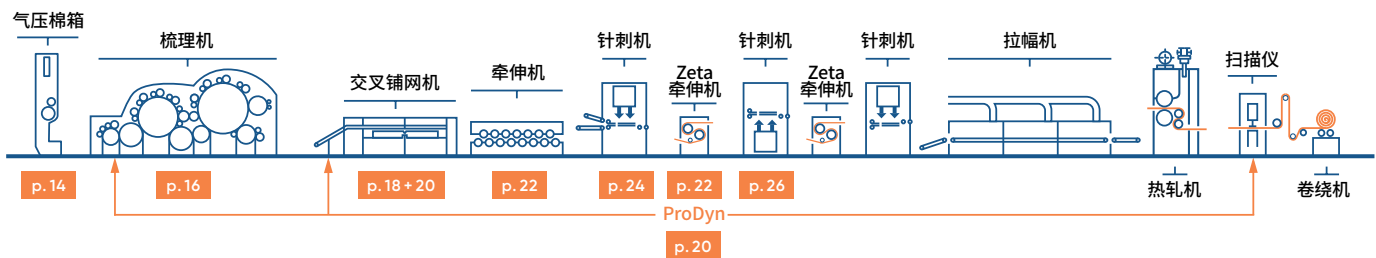 气压棉箱
梳理机
交叉铺网机
牵伸机
针刺机
Zeta
牵伸机
针刺机
Zeta
牵伸机
针刺机
拉幅机
扫描仪
热轧机
卷绕机
p. 14
p. 16
p. 18 + 20
p. 22
p. 24
p. 22
p. 26
ProDyn
p. 20